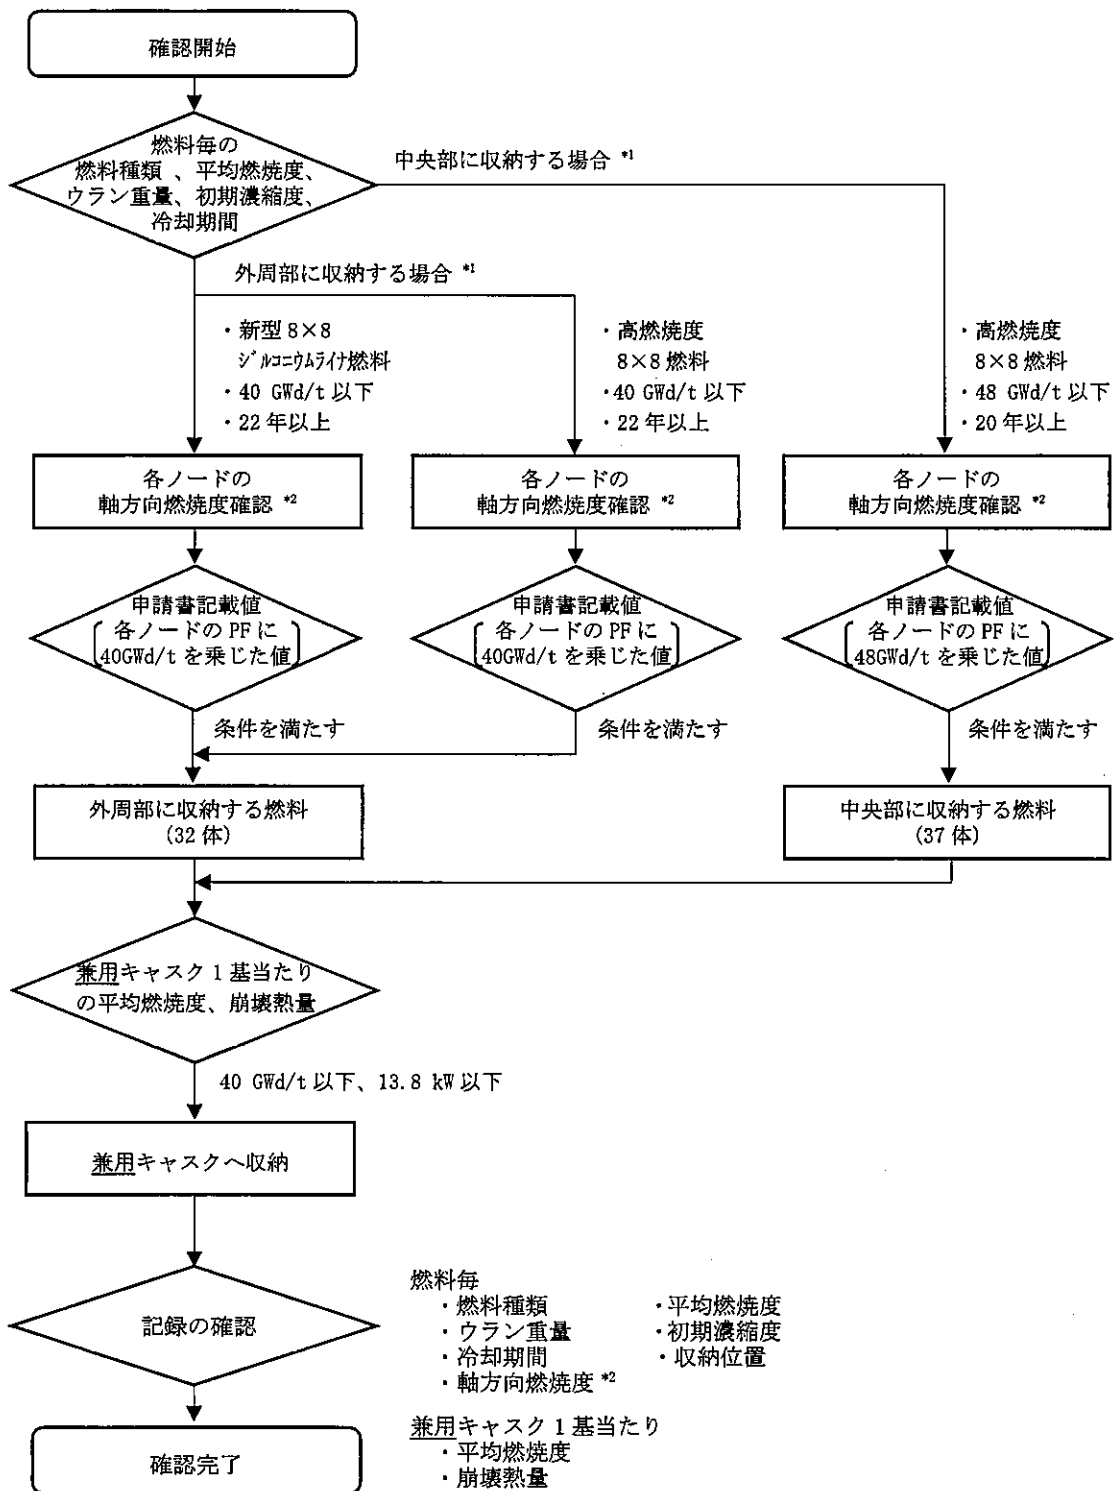 確認開始
燃料毎の
燃料種類 、平均燃焼度、
ウラン重量、初期濃縮度、
冷却期間
中央部に収納する場合 *1
外周部に収納する場合 *1
・新型 8×8
ジルコニウムライナ燃料
・40 GWd/t 以下
・22 年以上
・高燃焼度
8×8 燃料
・40 GWd/t 以下
・22 年以上
・高燃焼度
8×8 燃料
・48 GWd/t 以下
・20 年以上
各ノードの
軸方向燃焼度確認 *2
各ノードの
軸方向燃焼度確認 *2
各ノードの
軸方向燃焼度確認 *2
申請書記載値
各ノードの PF に
40GWd/t を乗じた値
申請書記載値
各ノードの PF に
40GWd/t を乗じた値
申請書記載値
各ノードの PF に
48GWd/t を乗じた値
条件を満たす
条件を満たす
条件を満たす
外周部に収納する燃料
(32 体)
中央部に収納する燃料
(37 体)
兼用キャスク 1 基当たり
の平均燃焼度、崩壊熱量
40 GWd/t 以下、13.8 kW 以下
兼用キャスクへ収納
記録の確認
燃料毎
・燃料種類 ・平均燃焼度
・ウラン重量 ・初期濃縮度
・冷却期間 ・収納位置
・軸方向燃焼度 *2
兼用キャスク 1 基当たり
・平均燃焼度
・崩壊熱量
確認完了